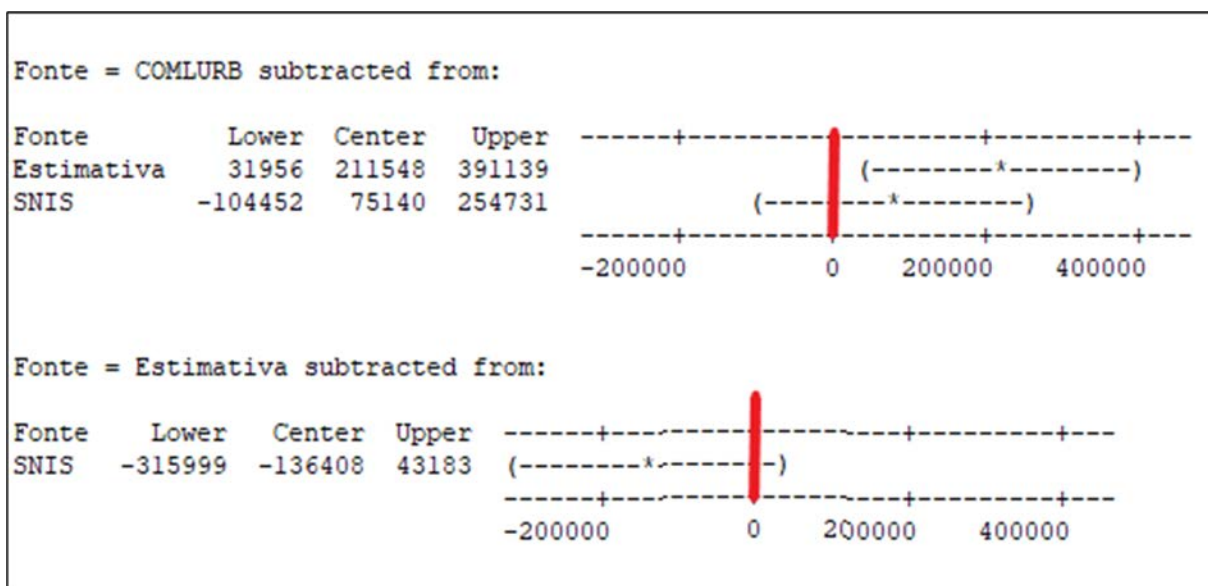 Fonte = COMLURB subtracted from:
Fonte Lower Center Upper ------+---------+---------+---------+---
Estimativa 31956 211548 391139 (--------*--------)
SNIS -104452 75140 254731 (--------*--------)
------+---------+---------+---------+---
-200000 0 200000 400000
Fonte = Estimativa subtracted from:
Fonte Lower Center Upper ------+---------+---------+---------+---
SNIS -315999 -136408 43183 (--------*--------)
------+---------+---------+---------+---
-200000 0 200000 400000